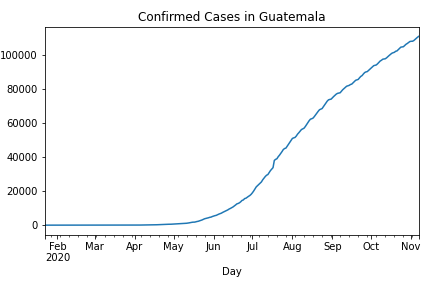 Confirmed Cases in Guatemala
100000
80000
60000
40000
20000
0
Feb Mar Apr May Jun Jul Aug Sep Oct Nov
2020
Day